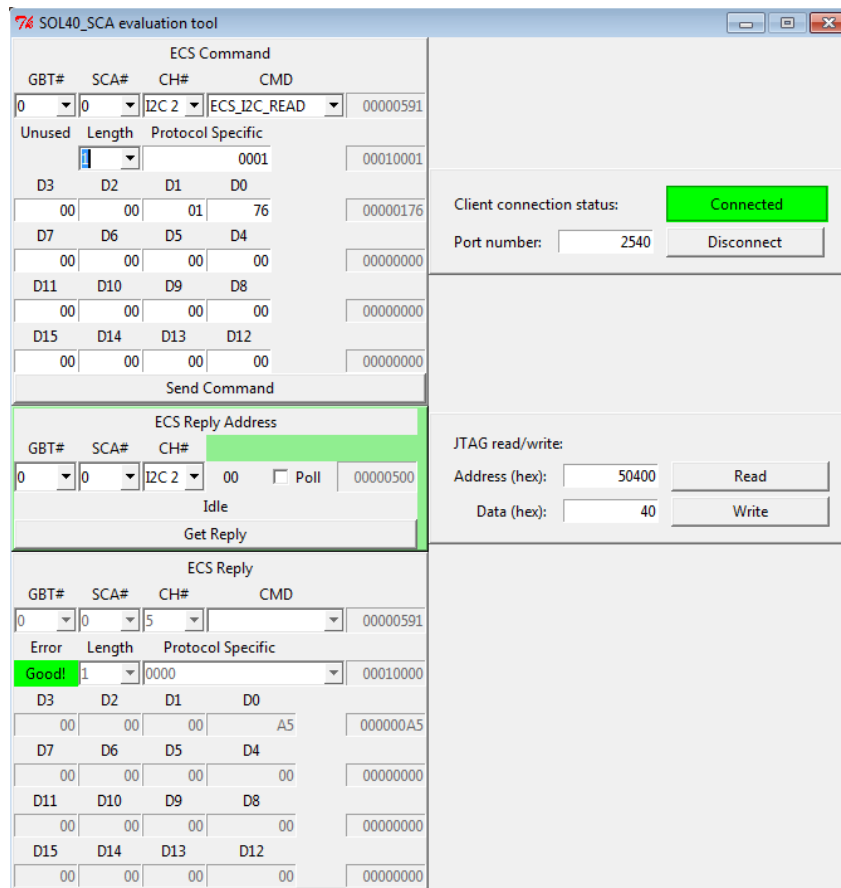 SOL40_SCA evaluation tool
ECS Command
GBT# SCA# CH# CMD
0 0 I2C 2 ECS_I2C_READ 00000591
Unused Length Protocol Specific
1 0001 00010001
D3 D2 D1 D0
00 00 01 76 00000176
D7 D6 D5 D4
00 00 00 00 00000000
D11 D10 D9 D8
00 00 00 00 00000000
D15 D14 D13 D12
00 00 00 00 00000000
Send Command
Client connection status: Connected
Port number: 2540 Disconnect
ECS Reply Address
GBT# SCA# CH#
0 0 I2C 2 00 Poll 00000500
Idle
Get Reply
JTAG read/write:
Address (hex): 50400 Read
Data (hex): 40 Write
ECS Reply
GBT# SCA# CH# CMD
0 0 5 00000591
Error Length Protocol Specific
Good! 1 0000 00010000
D3 D2 D1 D0
00 00 00 A5 000000A5
D7 D6 D5 D4
00 00 00 00 00000000
D11 D10 D9 D8
00 00 00 00 00000000
D15 D14 D13 D12
00 00 00 00 00000000